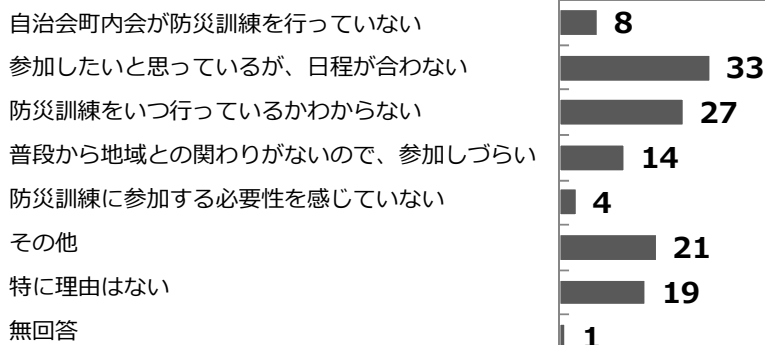 自治会町内会が防災訓練を行っていない 8
参加したいと思っているが、日程が合わない 33
防災訓練をいつ行っているかわからない 27
普段から地域との関わりがないので、参加しづらい 14
防災訓練に参加する必要性を感じていない 4
その他 21
特に理由はない 19
無回答 1